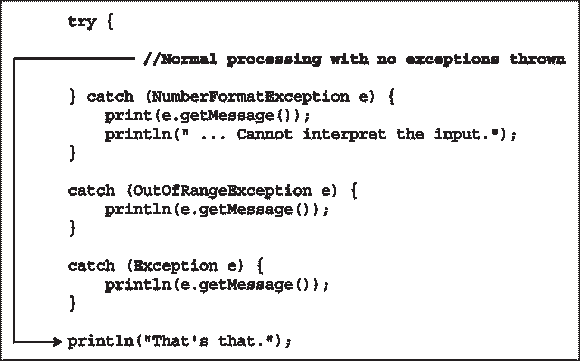 try {
//Normal processing with no exceptions thrown
} catch (NumberFormatException e) {
print(e.getMessage());
println(" ... Cannot interpret the input.");
}
catch (OutOfRangeException e) {
println(e.getMessage());
}
catch (Exception e) {
println(e.getMessage());
}
println("That's that.");